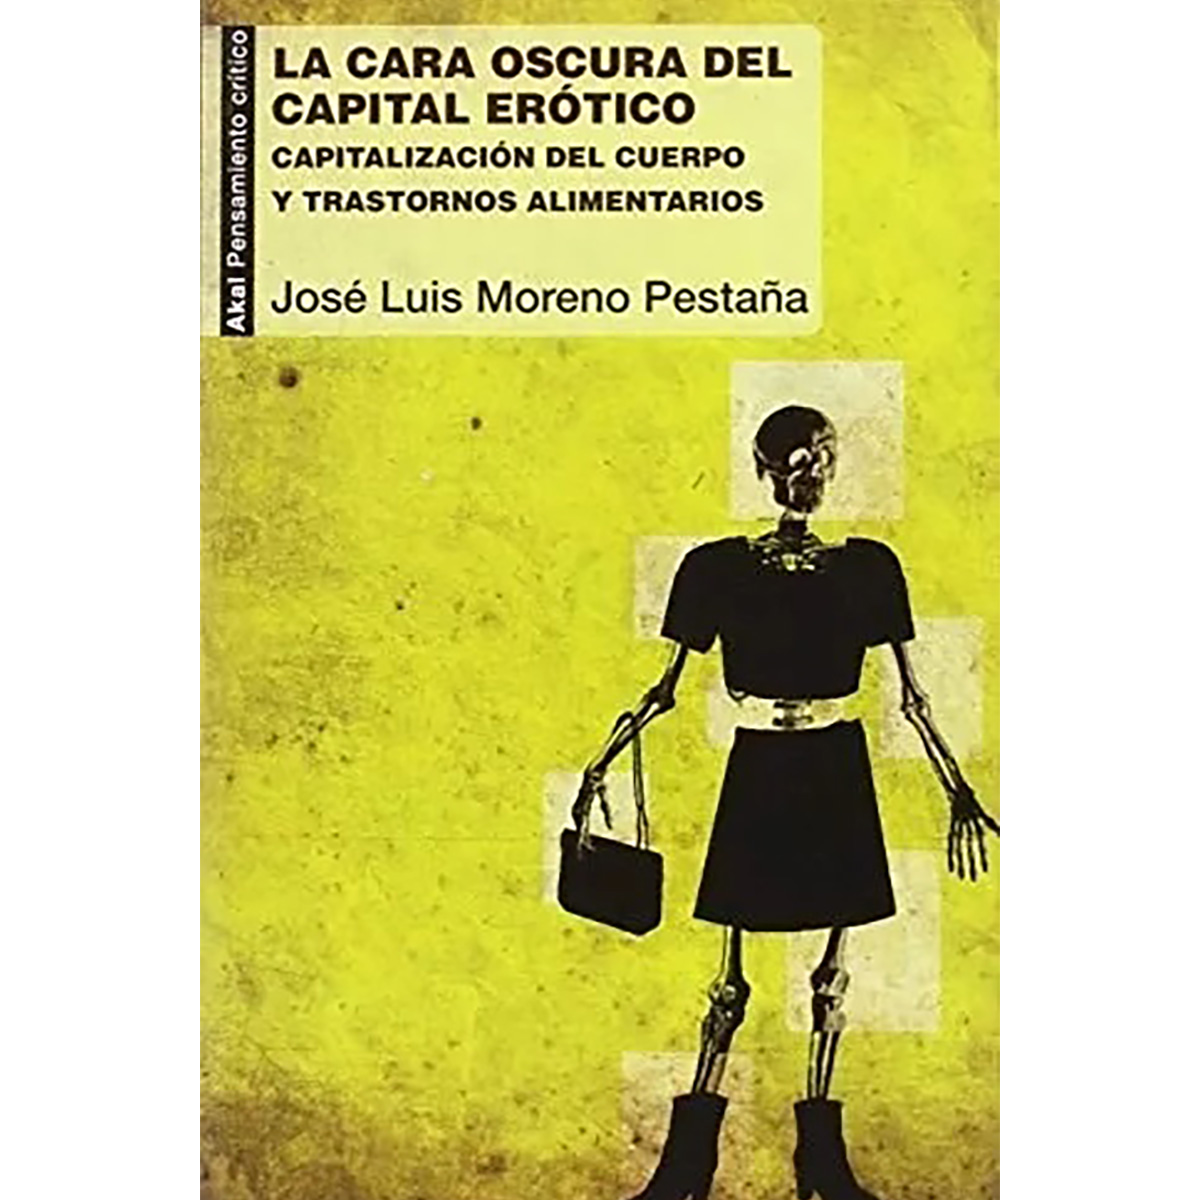 LA CARA OSCURA DEL
CAPITAL ERÓTICO
CAPITALIZACIÓN DEL CUERPO
Y TRASTORNOS ALIMENTARIOS
José Luis Moreno Pestaña
Akal Pensamiento crítico